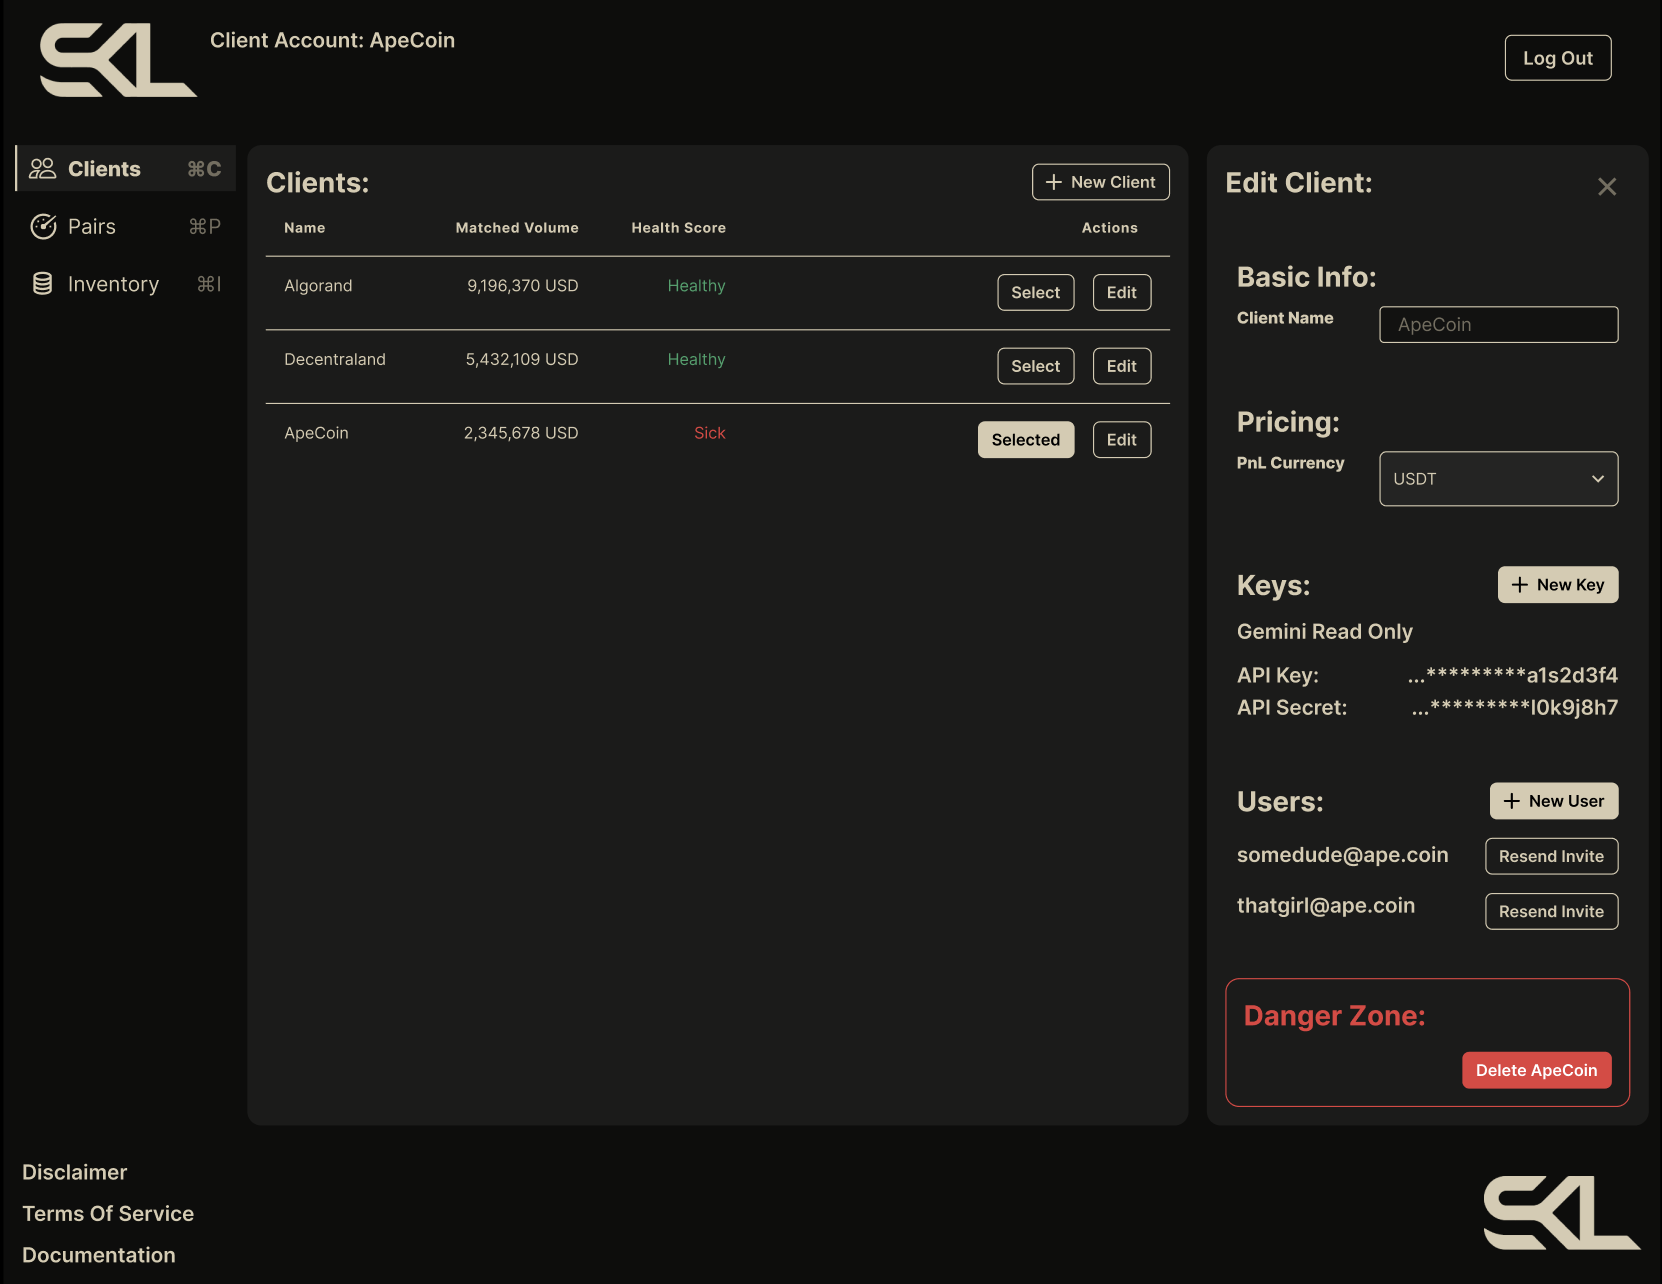 SKL
Client Account: ApeCoin
Log Out
Clients ⌘C
Pairs ⌘P
Inventory ⌘I
Clients:
+ New Client
Name Matched Volume Health Score Actions
Algorand 9,196,370 USD Healthy Select Edit
Decentraland 5,432,109 USD Healthy Select Edit
ApeCoin 2,345,678 USD Sick Selected Edit
Edit Client:
Basic Info:
Client Name ApeCoin
Pricing:
PnL Currency USDT
Keys: + New Key
Gemini Read Only
API Key: ...*********a1s2d3f4
API Secret: ...*********l0k9j8h7
Users: + New User
somedude@ape.coin Resend Invite
thatgirl@ape.coin Resend Invite
Danger Zone:
Delete ApeCoin
Disclaimer
Terms Of Service
Documentation
SKL